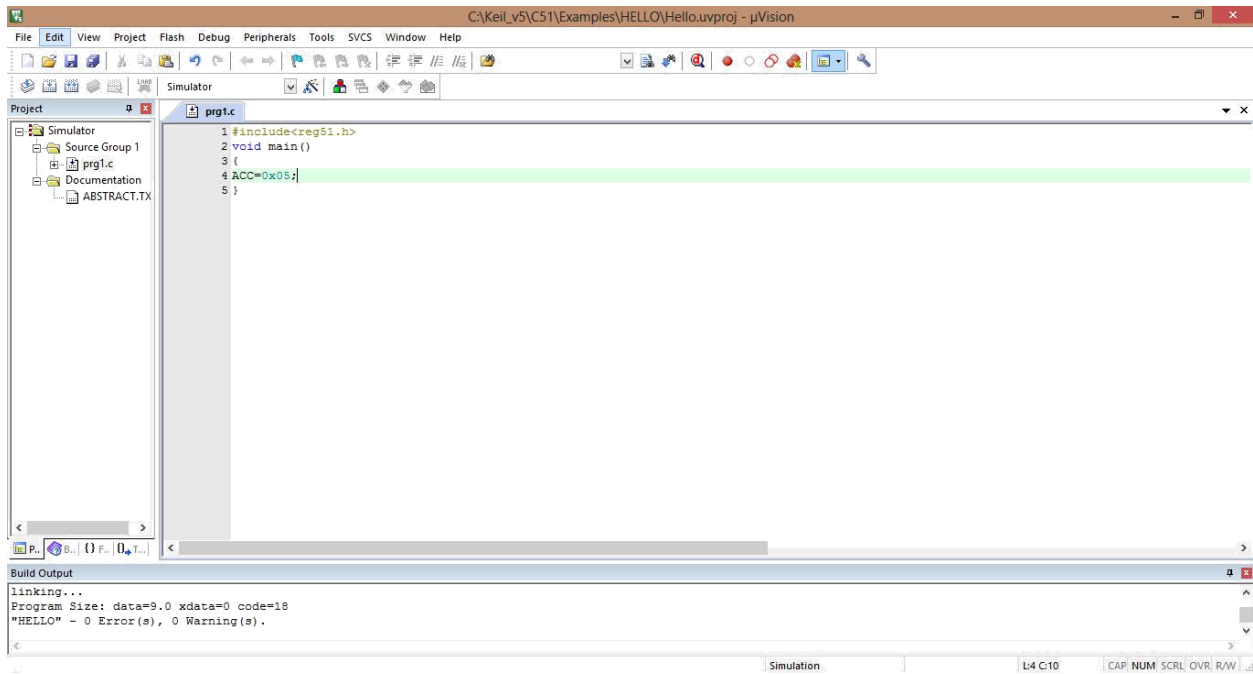 C:\Keil_v5\C51\Examples\HELLO\Hello.uvproj - µVision
File Edit View Project Flash Debug Peripherals Tools SVCS Window Help
LOAD Simulator
Project
prg1.c
Simulator
Source Group 1
prg1.c
Documentation
ABSTRACT.TX
1 #include<reg51.h>
2 void main()
3 {
4 ACC=0x05;
5 }
P.. B.. {} F.. T...
Build Output
linking...
Program Size: data=9.0 xdata=0 code=18
"HELLO" - 0 Error(s), 0 Warning(s).
Simulation L:4 C:10 CAP NUM SCRL OVR R/W